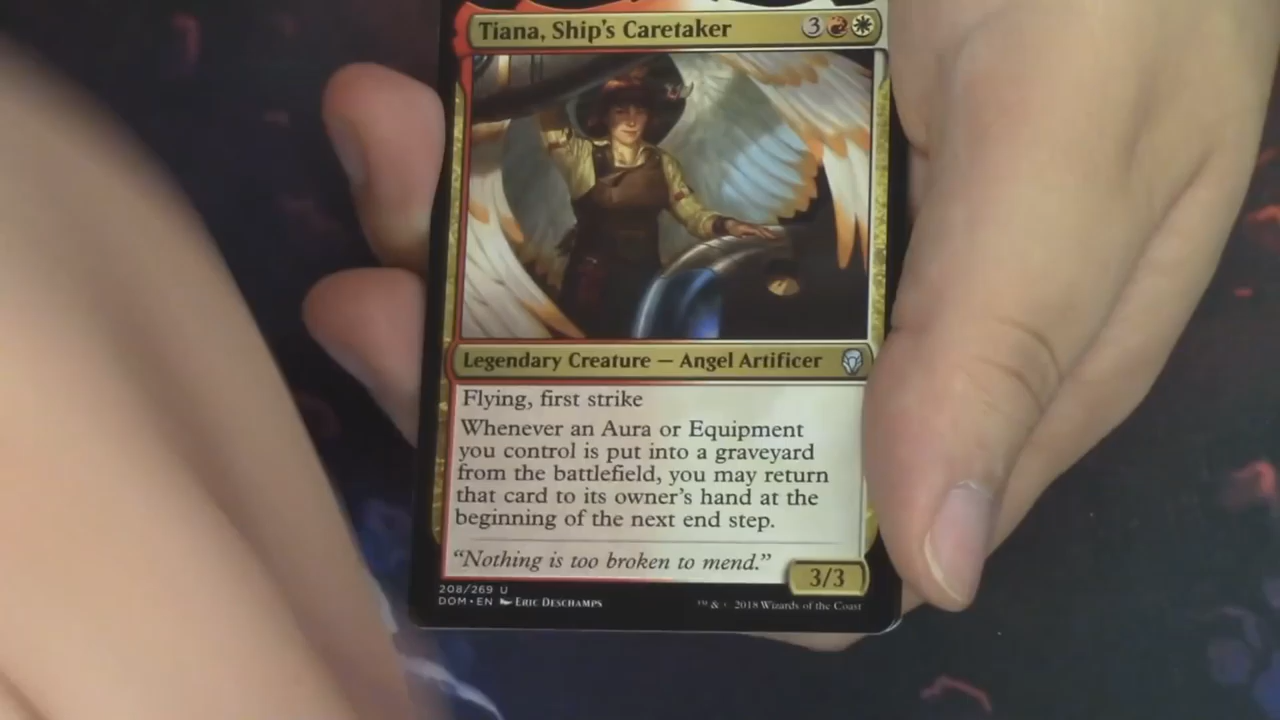 Tiana, Ship's Caretaker 3
Legendary Creature — Angel Artificer
Flying, first strike
Whenever an Aura or Equipment
you control is put into a graveyard
from the battlefield, you may return
that card to its owner's hand at the
beginning of the next end step.
"Nothing is too broken to mend."
3/3
208/269 U
DOM • EN Eric Deschamps
™ & 2018 Wizards of the Coast